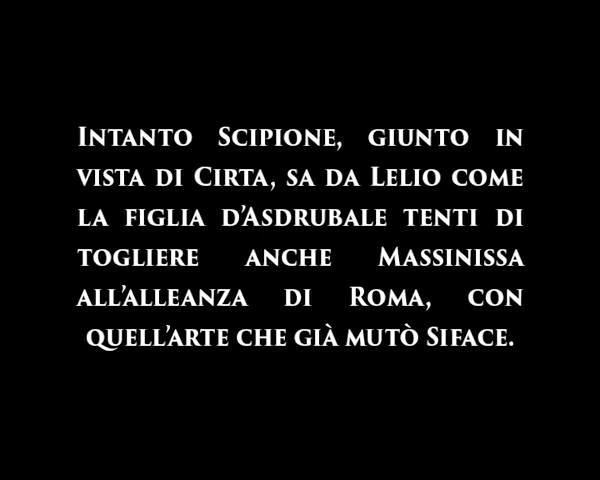 Intanto Scipione, giunto in
vista di Cirta, sa da Lelio come
la figlia d’Asdrubale tenti di
togliere anche Massinissa
all’alleanza di Roma, con
quell’arte che già mutò Siface.